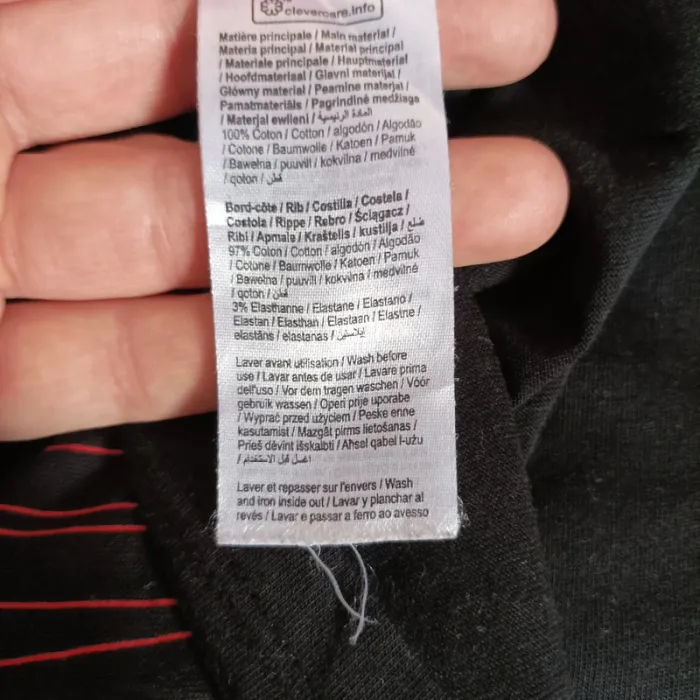 clevercare.info
Matière principale / Main material /
Materia principal / Material principal
/ Materiale principale / Hauptmaterial
/ Hoofdmateriaal / Glavni materijal /
Główny materiał / Peamine materjal /
Pamatmateriāls / Pagrindinė medžiaga
/ Materjal ewlieni / المادة الرئيسية /
100% Coton / Cotton / algodón / Algodão
/ Cotone / Baumwolle / Katoen / Pamuk
/ Bawełna / puuvill / kokvilna / medvilnė
/ qoton / قطن
Bord-côte / Rib / Costilla / Costela /
Costola / Rippe / Rebro / Ściągacz /
Ribi / Apmale / Kraštelis / kustilja / ضلع
97% Coton / Cotton / algodón / Algodão
/ Cotone / Baumwolle / Katoen / Pamuk
/ Bawełna / puuvill / kokvilna / medvilnė
/ qoton / قطن
3% Elasthanne / Elastane / Elastano /
Elastan / Elasthan / Elastaan / Elastne /
elastāns / elastanas / إيلاستين
Laver avant utilisation / Wash before
use / Lavar antes de usar / Lavare prima
dell'uso / Vor dem tragen waschen / Vóór
gebruik wassen / Operi prije uporabe
/ Wyprać przed użyciem / Peske enne
kasutamist / Mazgāt pirms lietošanas /
Prieš dėvint išskalbti / Aħsel qabel l-użu
/ اغسل قبل الاستخدام
Laver et repasser sur l'envers / Wash
and iron inside out / Lavar y planchar al
revés / Lavar e passar a ferro ao avesso